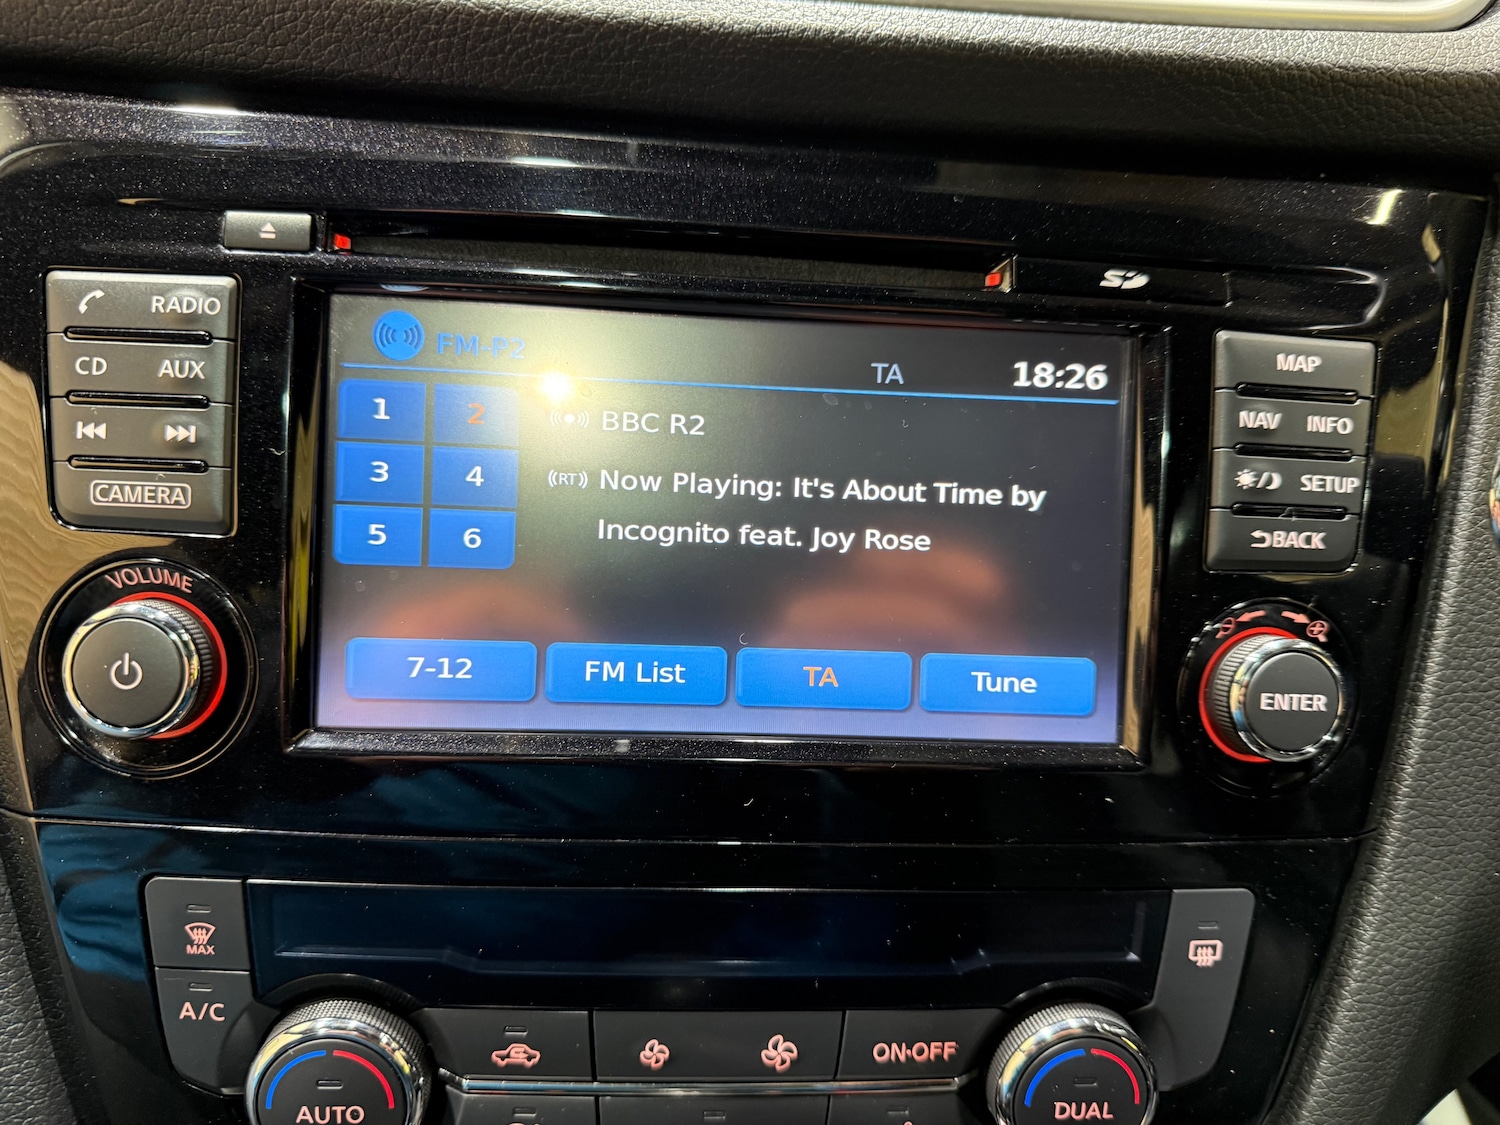 SD
RADIO
CD AUX
CAMERA
VOLUME
FM-P2
TA 18:26
1 2
3 4
5 6
BBC R2
RT Now Playing: It's About Time by
Incognito feat. Joy Rose
7-12 FM List TA Tune
MAP
NAV INFO
SETUP
BACK
ENTER
MAX
A/C
AUTO
ON·OFF
DUAL